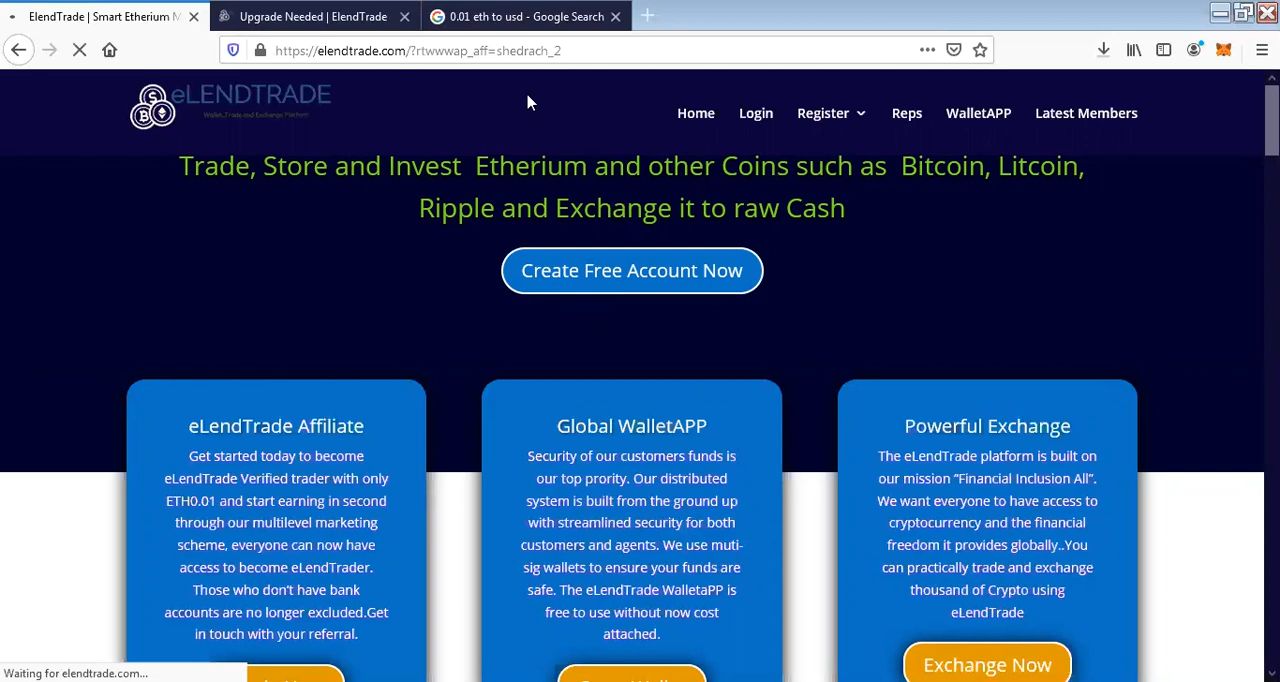 ElendTrade | Smart Etherium M
Upgrade Needed | ElendTrade
0.01 eth to usd - Google Search
https://elendtrade.com/?rtwwwap_aff=shedrach_2
eLENDTRADE
Wallet, Trade and Exchange Platform
Home
Login
Register
Reps
WalletAPP
Latest Members
Trade, Store and Invest Etherium and other Coins such as Bitcoin, Litcoin,
Ripple and Exchange it to raw Cash
Create Free Account Now
eLendTrade Affiliate
Get started today to become
eLendTrade Verified trader with only
ETH0.01 and start earning in second
through our multilevel marketing
scheme, everyone can now have
access to become eLendTrader.
Those who don't have bank
accounts are no longer excluded.Get
in touch with your referral.
Global WalletAPP
Security of our customers funds is
our top prority. Our distributed
system is built from the ground up
with streamlined security for both
customers and agents. We use muti-
sig wallets to ensure your funds are
safe. The eLendTrade WalletaPP is
free to use without now cost
attached.
Powerful Exchange
The eLendTrade platform is built on
our mission "Financial Inclusion All".
We want everyone to have access to
cryptocurrency and the financial
freedom it provides globally..You
can practically trade and exchange
thousand of Crypto using
eLendTrade
Exchange Now
Waiting for elendtrade.com...